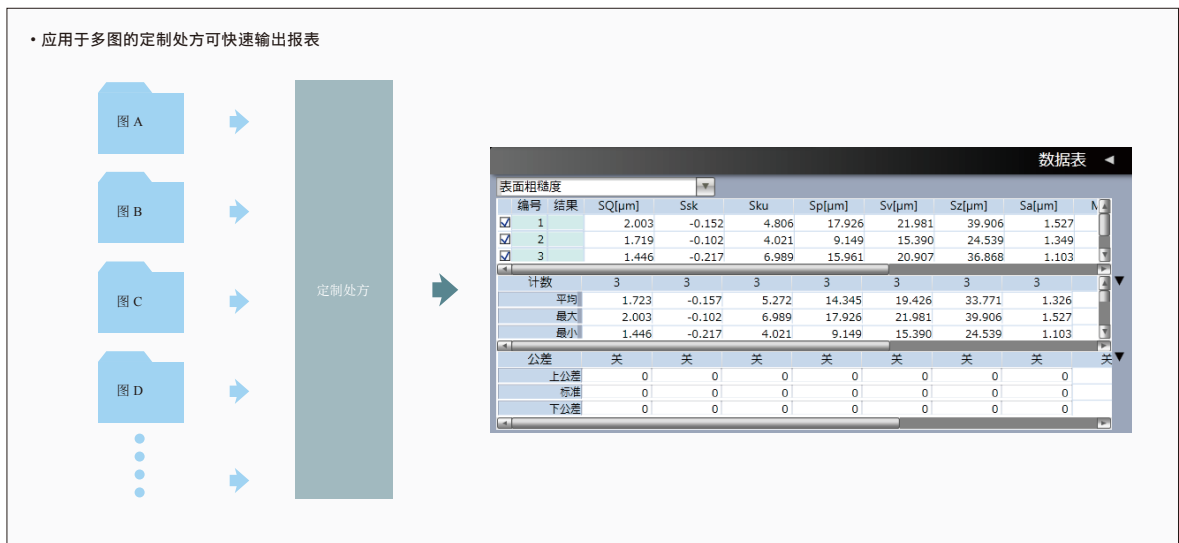 • 应用于多图的定制处方可快速输出报表
图 A
图 B
图 C
图 D
定制处方
数据表
表面粗糙度
编号 结果 SQ[μm] Ssk Sku Sp[μm] Sv[μm] Sz[μm] Sa[μm]
1 2.003 -0.152 4.806 17.926 21.981 39.906 1.527
2 1.719 -0.102 4.021 9.149 15.390 24.539 1.349
3 1.446 -0.217 6.989 15.961 20.907 36.868 1.103
计数 3 3 3 3 3 3 3
平均 1.723 -0.157 5.272 14.345 19.426 33.771 1.326
最大 2.003 -0.102 6.989 17.926 21.981 39.906 1.527
最小 1.446 -0.217 4.021 9.149 15.390 24.539 1.103
公差 关 关 关 关 关 关 关 关
上公差 0 0 0 0 0 0 0
标准 0 0 0 0 0 0 0
下公差 0 0 0 0 0 0 0